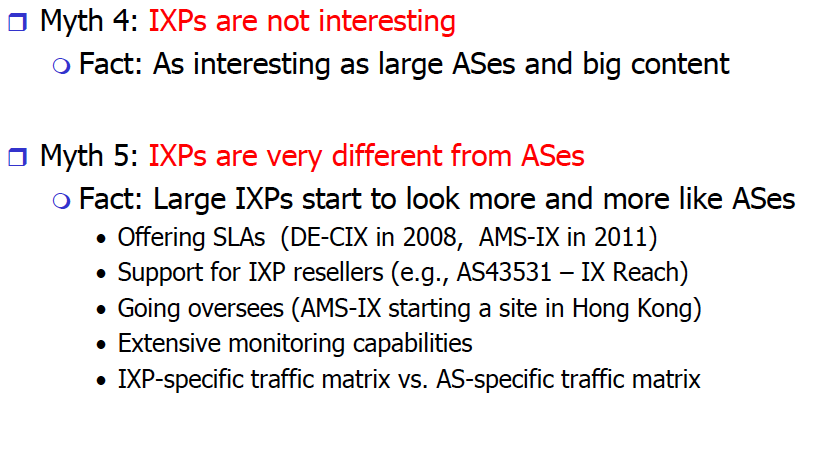 Myth 4: IXPs are not interesting
Fact: As interesting as large ASes and big content
Myth 5: IXPs are very different from ASes
Fact: Large IXPs start to look more and more like ASes
• Offering SLAs (DE-CIX in 2008, AMS-IX in 2011)
• Support for IXP resellers (e.g., AS43531 – IX Reach)
• Going oversees (AMS-IX starting a site in Hong Kong)
• Extensive monitoring capabilities
• IXP-specific traffic matrix vs. AS-specific traffic matrix